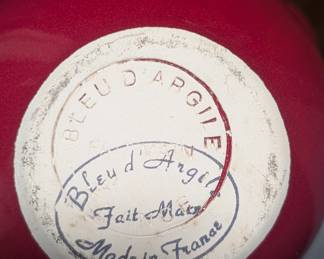 BLEU D'ARGILE
Bleu d'Argile
Fait Main
Made in France